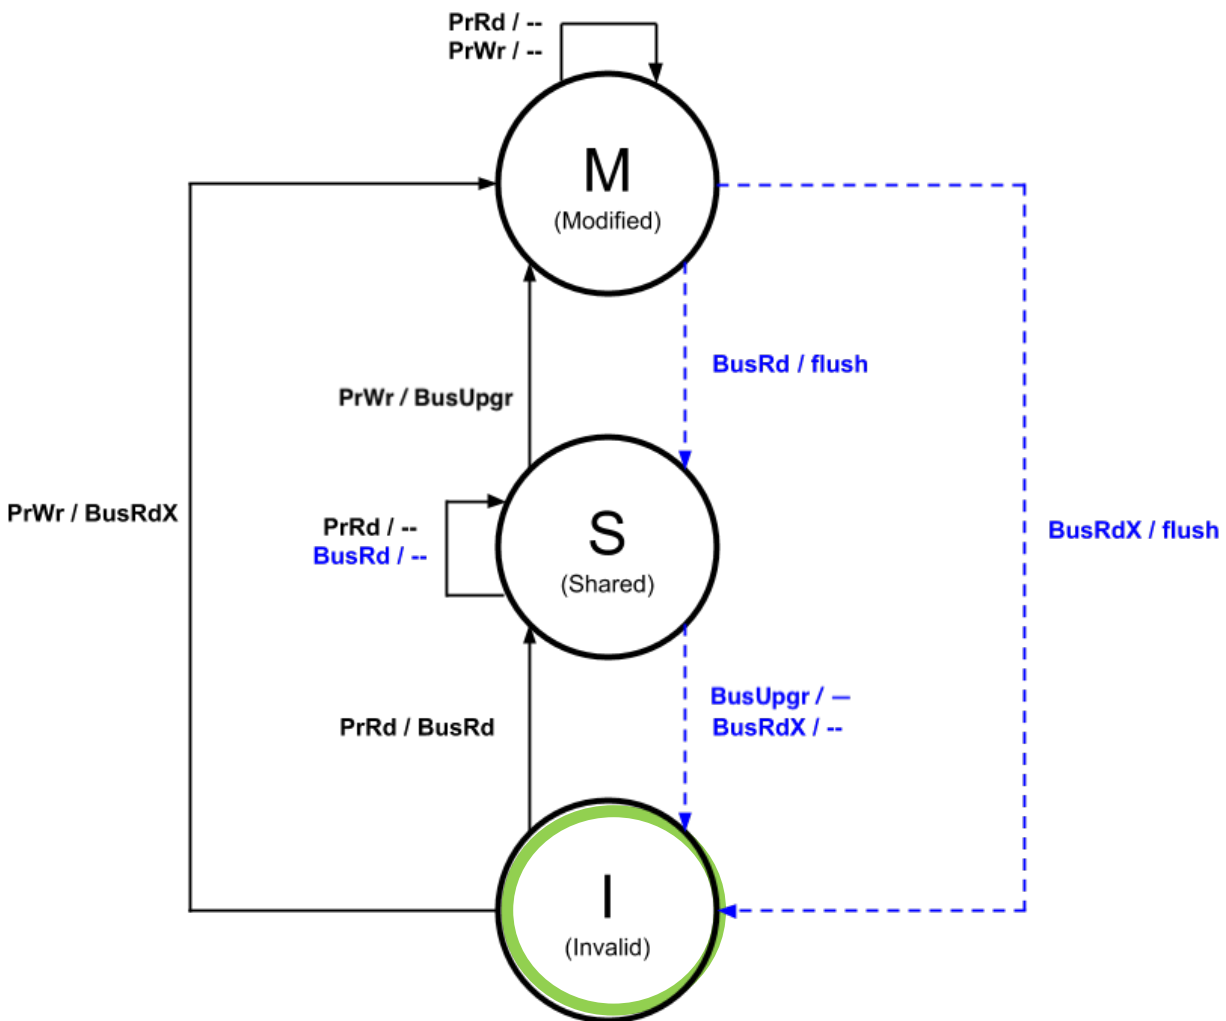 PrRd / --
PrWr / --
M
(Modified)
BusRd / flush
PrWr / BusUpgr
PrWr / BusRdX
PrRd / --
BusRd / --
S
(Shared)
BusRdX / flush
BusUpgr / —
BusRdX / --
PrRd / BusRd
I
(Invalid)